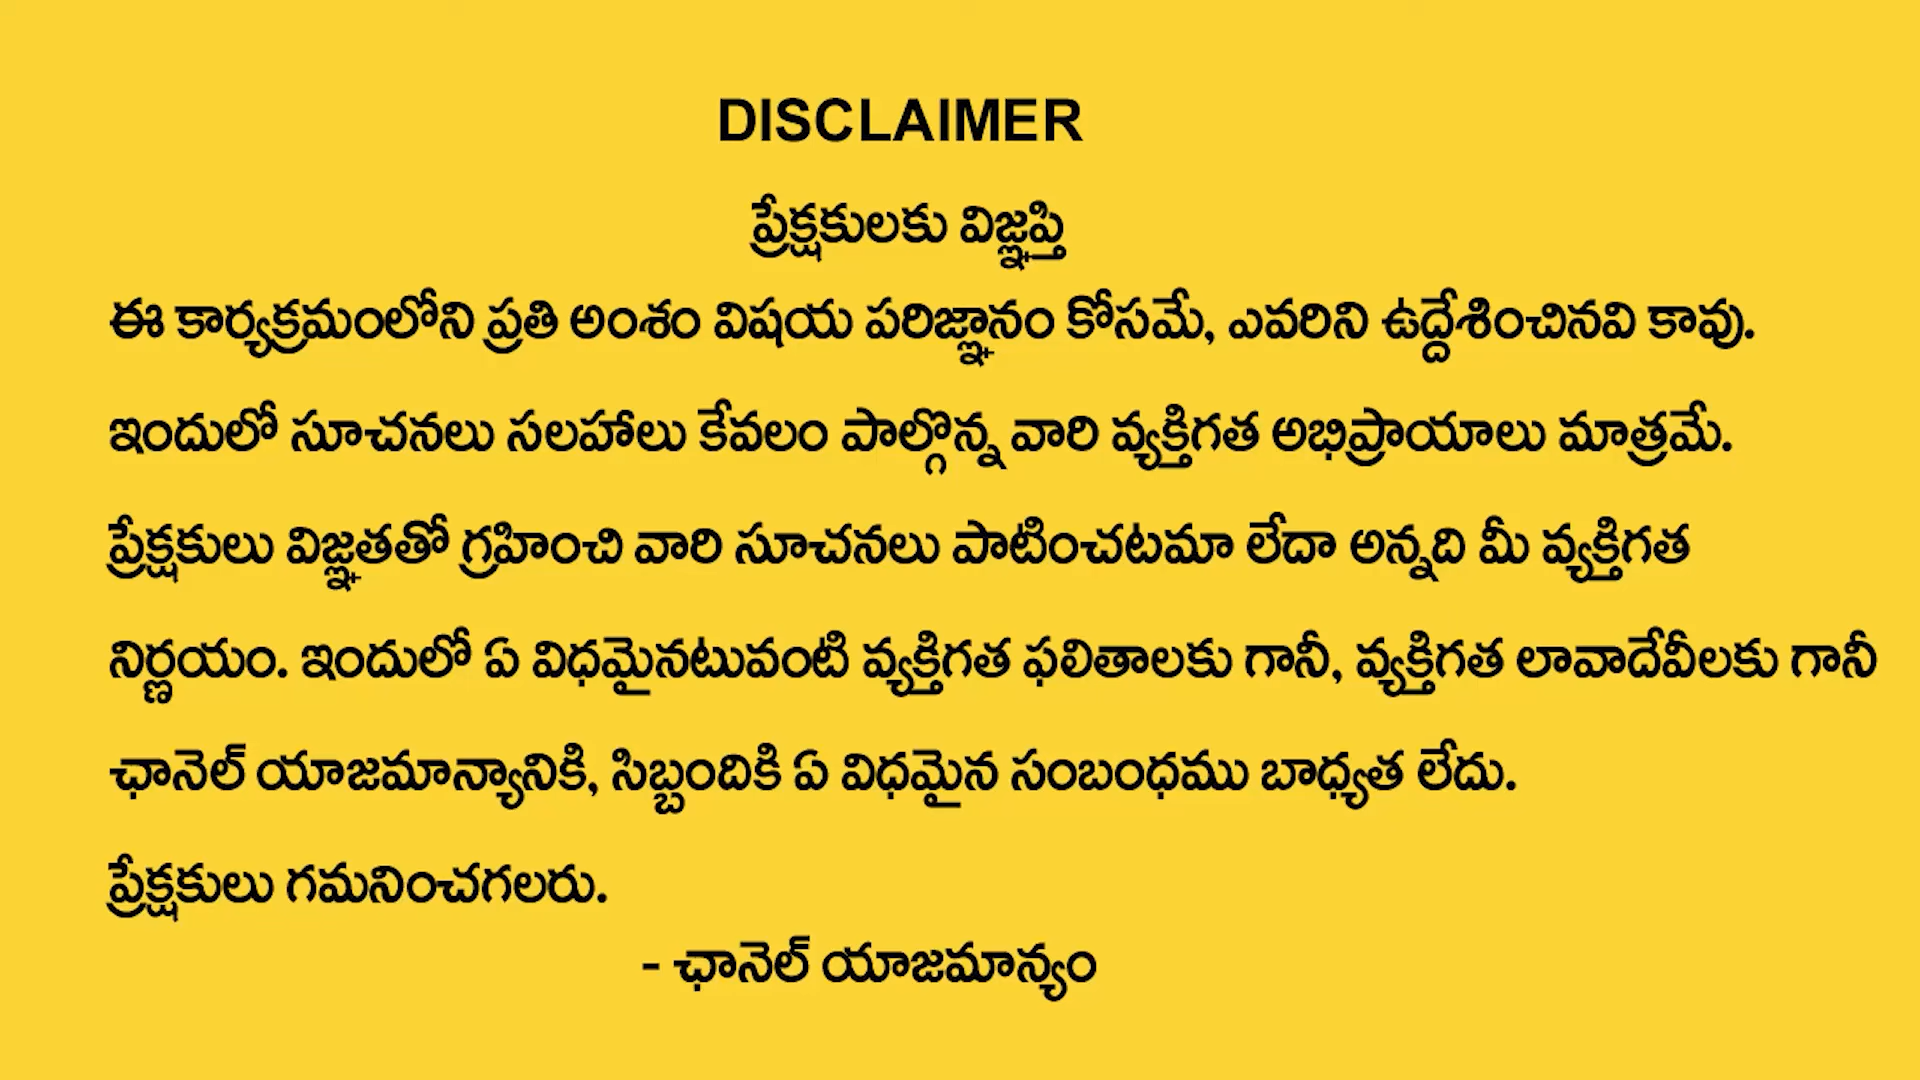 DISCLAIMER
ప్రేక్షకులకు విజ్ఞప్తి
ఈ కార్యక్రమంలోని ప్రతి అంశం విషయ పరిజ్ఞానం కోసమే, ఎవరిని ఉద్దేశించినవి కావు.
ఇందులో సూచనలు సలహాలు కేవలం పాల్గొన్న వారి వ్యక్తిగత అభిప్రాయాలు మాత్రమే.
ప్రేక్షకులు విజ్ఞతతో గ్రహించి వారి సూచనలు పాటించటమా లేదా అన్నది మీ వ్యక్తిగత
నిర్ణయం. ఇందులో ఏ విధమైనటువంటి వ్యక్తిగత ఫలితాలకు గానీ, వ్యక్తిగత లావాదేవీలకు గానీ
ఛానెల్ యాజమాన్యానికి, సిబ్బందికి ఏ విధమైన సంబంధము బాధ్యత లేదు.
ప్రేక్షకులు గమనించగలరు.
- ఛానెల్ యాజమాన్యం